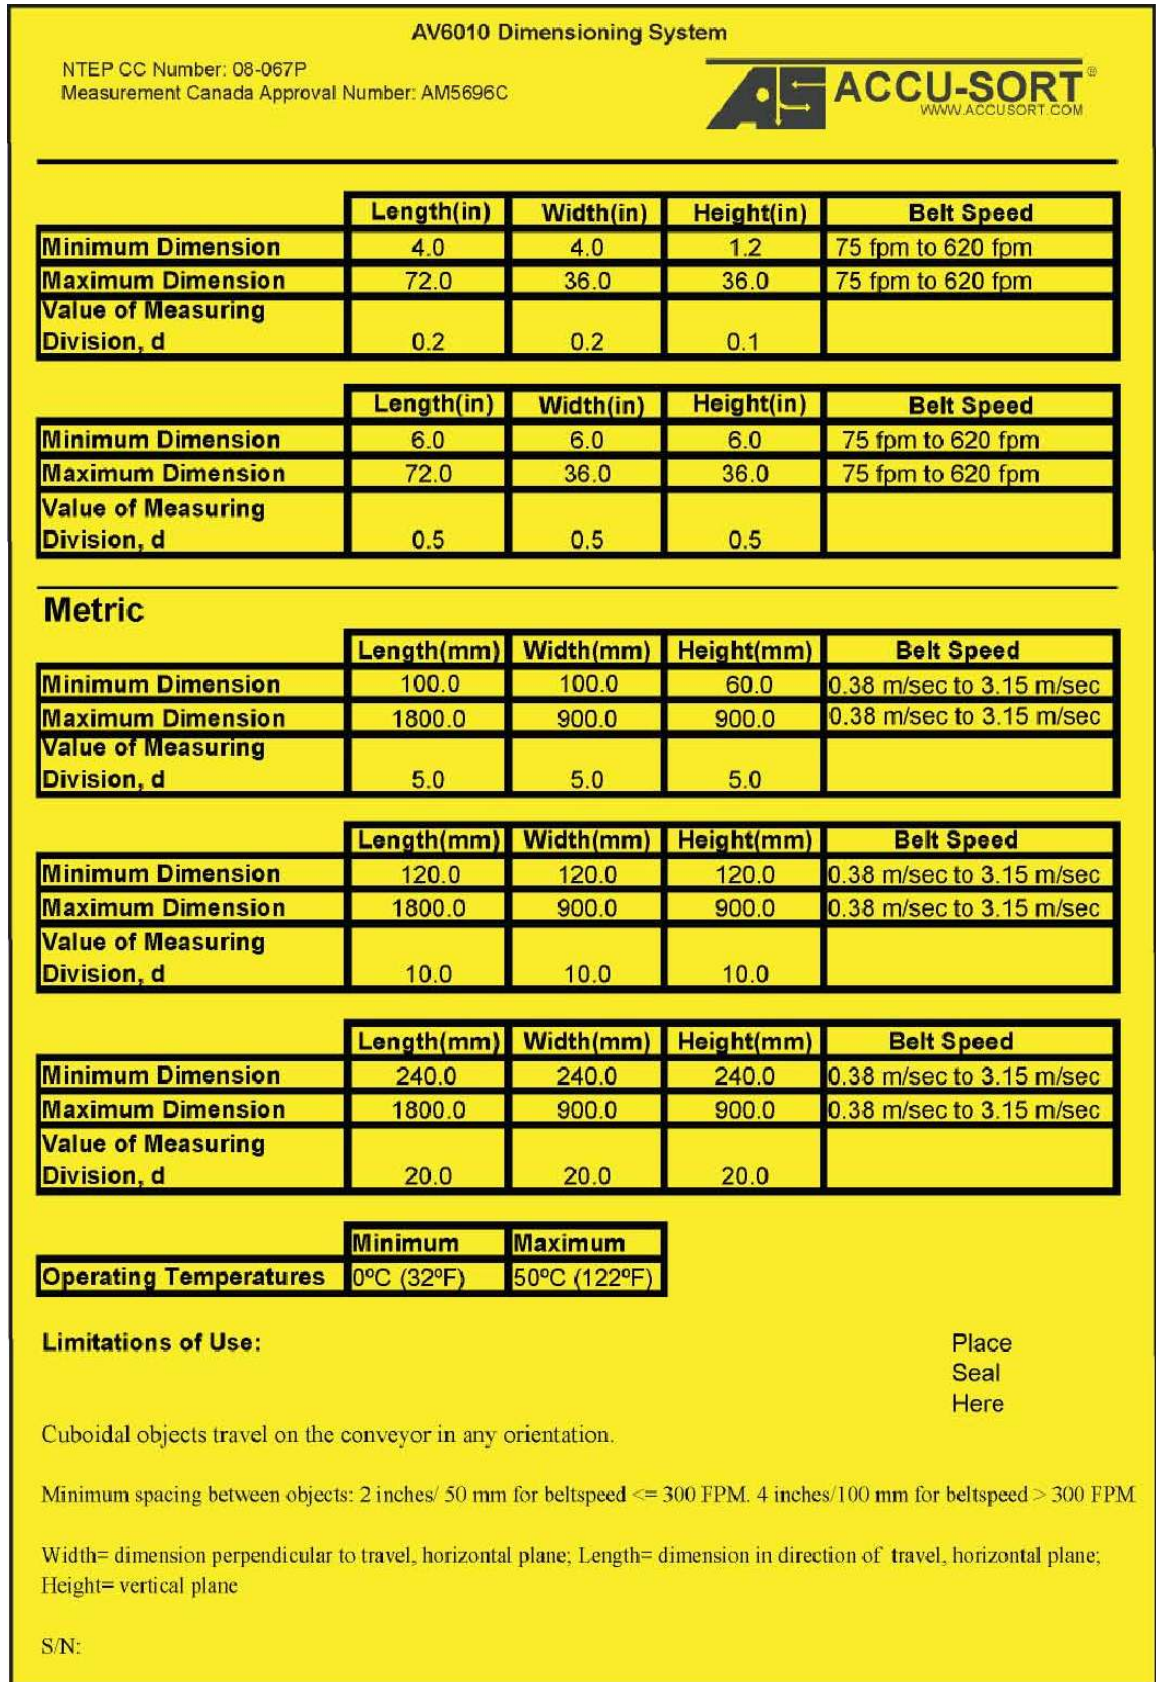 AV6010 Dimensioning System
NTEP CC Number: 08-067P
Measurement Canada Approval Number: AM5696C
AS ACCU-SORT®
WWW.ACCUSORT.COM
Length(in) Width(in) Height(in) Belt Speed
Minimum Dimension 4.0 4.0 1.2 75 fpm to 620 fpm
Maximum Dimension 72.0 36.0 36.0 75 fpm to 620 fpm
Value of Measuring
Division, d 0.2 0.2 0.1
Length(in) Width(in) Height(in) Belt Speed
Minimum Dimension 6.0 6.0 6.0 75 fpm to 620 fpm
Maximum Dimension 72.0 36.0 36.0 75 fpm to 620 fpm
Value of Measuring
Division, d 0.5 0.5 0.5
Metric
Length(mm) Width(mm) Height(mm) Belt Speed
Minimum Dimension 100.0 100.0 60.0 0.38 m/sec to 3.15 m/sec
Maximum Dimension 1800.0 900.0 900.0 0.38 m/sec to 3.15 m/sec
Value of Measuring
Division, d 5.0 5.0 5.0
Length(mm) Width(mm) Height(mm) Belt Speed
Minimum Dimension 120.0 120.0 120.0 0.38 m/sec to 3.15 m/sec
Maximum Dimension 1800.0 900.0 900.0 0.38 m/sec to 3.15 m/sec
Value of Measuring
Division, d 10.0 10.0 10.0
Length(mm) Width(mm) Height(mm) Belt Speed
Minimum Dimension 240.0 240.0 240.0 0.38 m/sec to 3.15 m/sec
Maximum Dimension 1800.0 900.0 900.0 0.38 m/sec to 3.15 m/sec
Value of Measuring
Division, d 20.0 20.0 20.0
Minimum Maximum
Operating Temperatures 0ºC (32ºF) 50ºC (122ºF)
Limitations of Use:
Place
Seal
Here
Cuboidal objects travel on the conveyor in any orientation.
Minimum spacing between objects: 2 inches/ 50 mm for beltspeed <= 300 FPM. 4 inches/100 mm for beltspeed > 300 FPM
Width= dimension perpendicular to travel, horizontal plane; Length= dimension in direction of travel, horizontal plane;
Height= vertical plane
S/N: